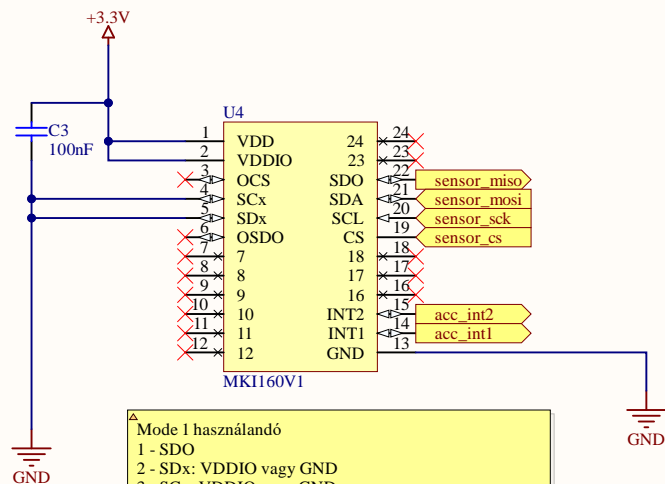 +3.3V
C3
100nF
U4
1 VDD 24 24
2 VDDIO 23 23
3 OCS SDO 22 sensor_miso
4 SCx SDA 21 sensor_mosi
5 SDx SCL 20 sensor_sck
6 OSDO CS 19 sensor_cs
7 7 18 18
8 8 17 17
9 9 16 16
10 10 INT2 15 acc_int2
11 11 INT1 14 acc_int1
12 12 GND 13
MKI160V1
GND
GND
Mode 1 használandó
1 - SDO
2 - SDx: VDDIO vagy GND